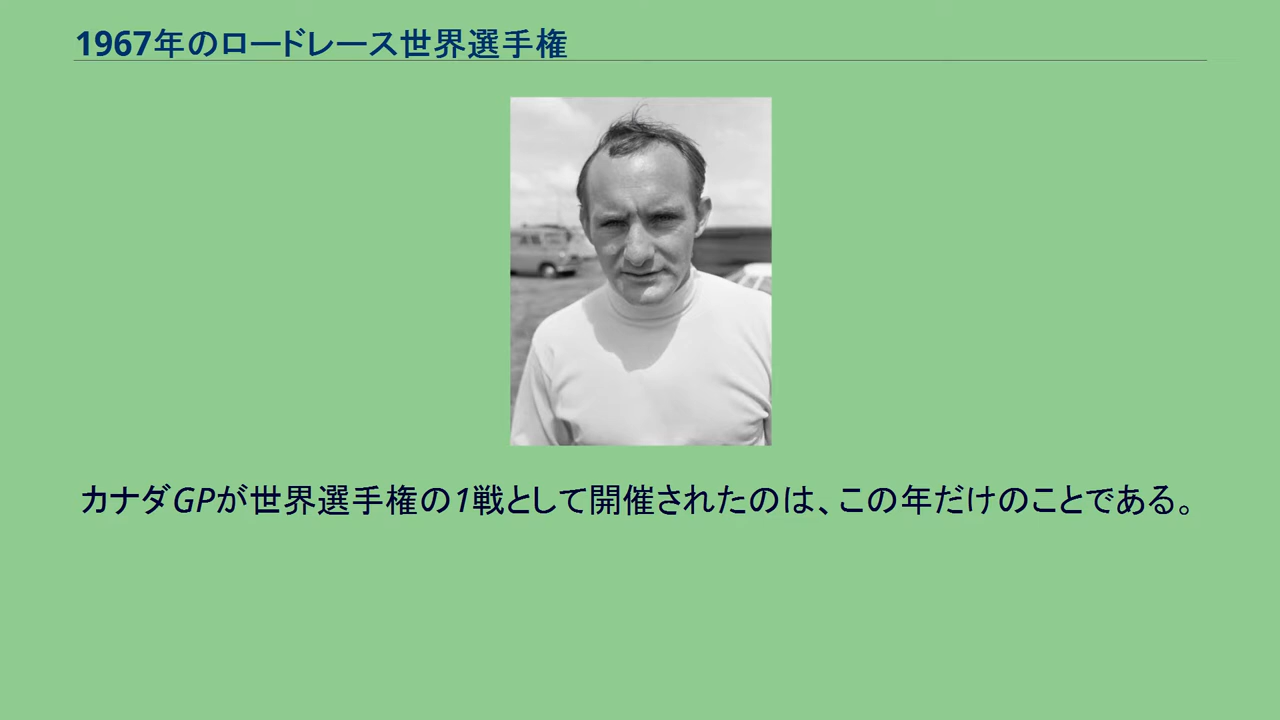 1967年のロードレース世界選手権
カナダGPが世界選手権の1戦として開催されたのは、この年だけのことである。